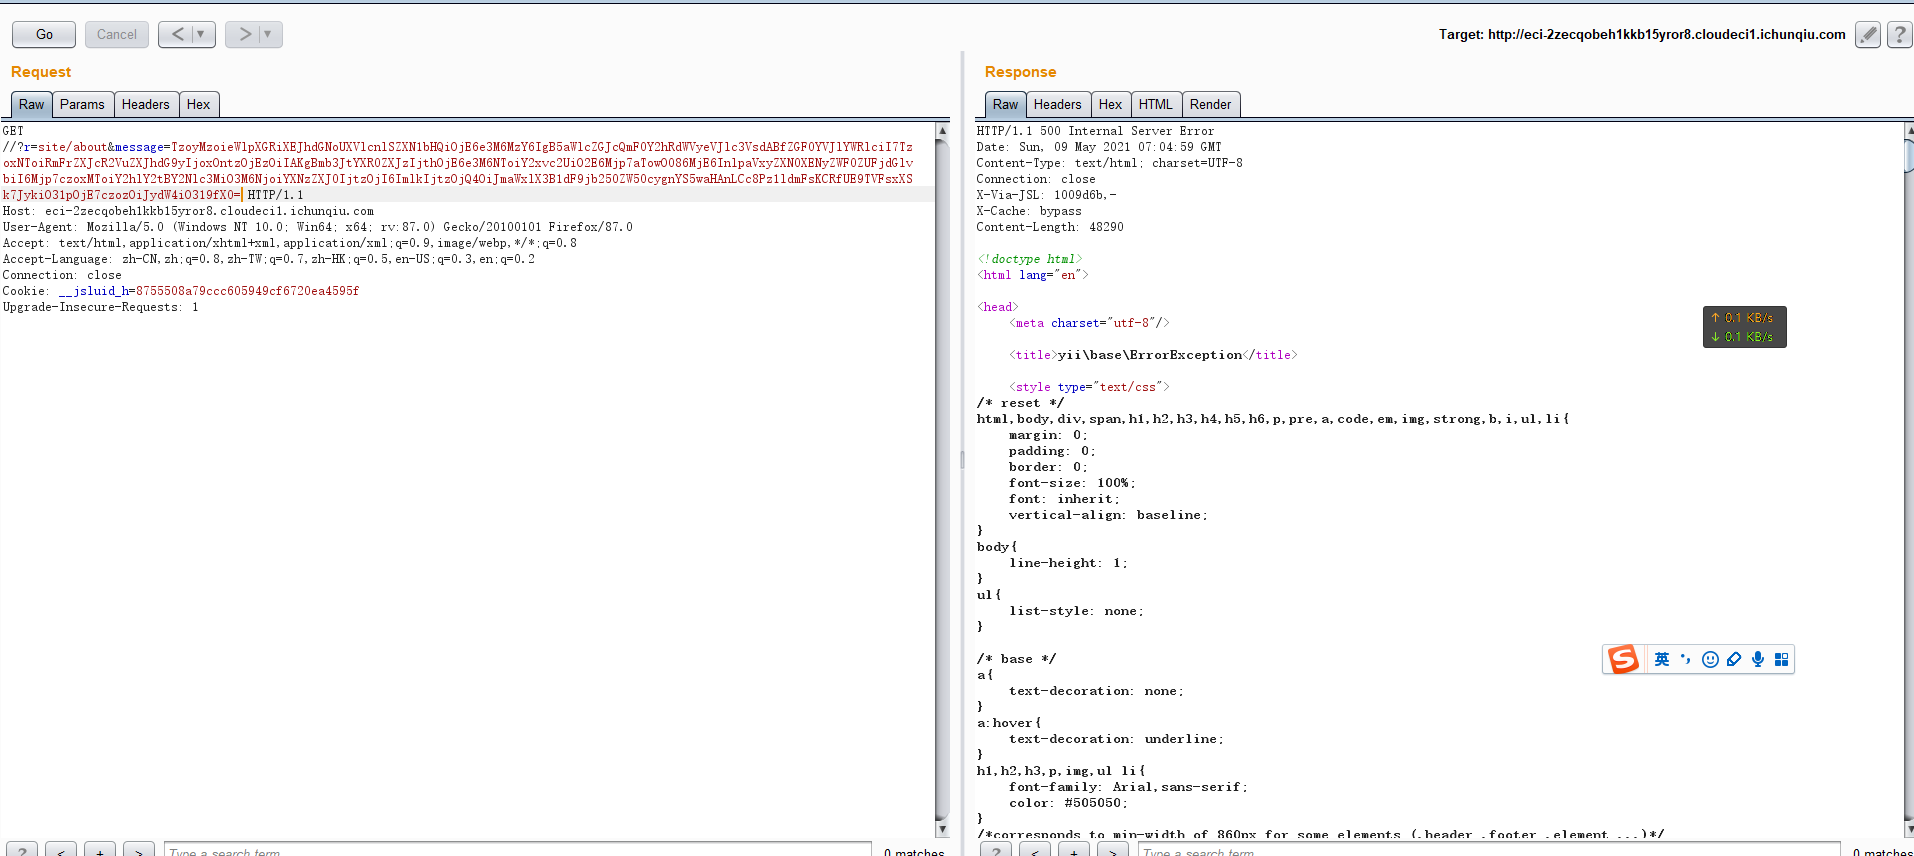 Go
Cancel
<
>
Target: http://eci-2zecqobeh1kkb15yror8.cloudeci1.ichunqiu.com
?
Request
Raw
Params
Headers
Hex
GET
HTTP/1.1
Host: eci-2zecqobeh1kkb15yror8.cloudeci1.ichunqiu.com
User-Agent: Mozilla/5.0 (Windows NT 10.0; Win64; x64; rv:87.0) Gecko/20100101 Firefox/87.0
Accept: text/html,application/xhtml+xml,application/xml;q=0.9,image/webp,*/*;q=0.8
Accept-Language: zh-CN,zh;q=0.8,zh-TW;q=0.7,zh-HK;q=0.5,en-US;q=0.3,en;q=0.2
Connection: close
Cookie: __jsluid_h=8755508a79ccc605949cf6720ea4595f
Upgrade-Insecure-Requests: 1
?
<
+
>
Type a search term
0 matches
Response
Raw
Headers
Hex
HTML
Render
HTTP/1.1 500 Internal Server Error
Date: Sun, 09 May 2021 07:04:59 GMT
Content-Type: text/html; charset=UTF-8
Connection: close
X-Via-JSL: 1009d6b,-
X-Cache: bypass
Content-Length: 48290
<!doctype html>
<html lang="en">
<head>
<meta charset="utf-8"/>
<title>yii\base\ErrorException</title>
<style type="text/css">
/* reset */
html,body,div,span,h1,h2,h3,h4,h5,h6,p,pre,a,code,em,img,strong,b,i,ul,li{
margin: 0;
padding: 0;
border: 0;
font-size: 100%;
font: inherit;
vertical-align: baseline;
}
body{
line-height: 1;
}
ul{
list-style: none;
}
/* base */
a{
text-decoration: none;
}
a:hover{
text-decoration: underline;
}
h1,h2,h3,p,img,ul li{
font-family: Arial,sans-serif;
color: #505050;
}
/*corresponds to min-width of 860px for some elements (.header .footer .element ...)*/
↑ 0.1 KB/s
↓ 0.1 KB/s
S 英
?
<
+
>
Type a search term
0 matches